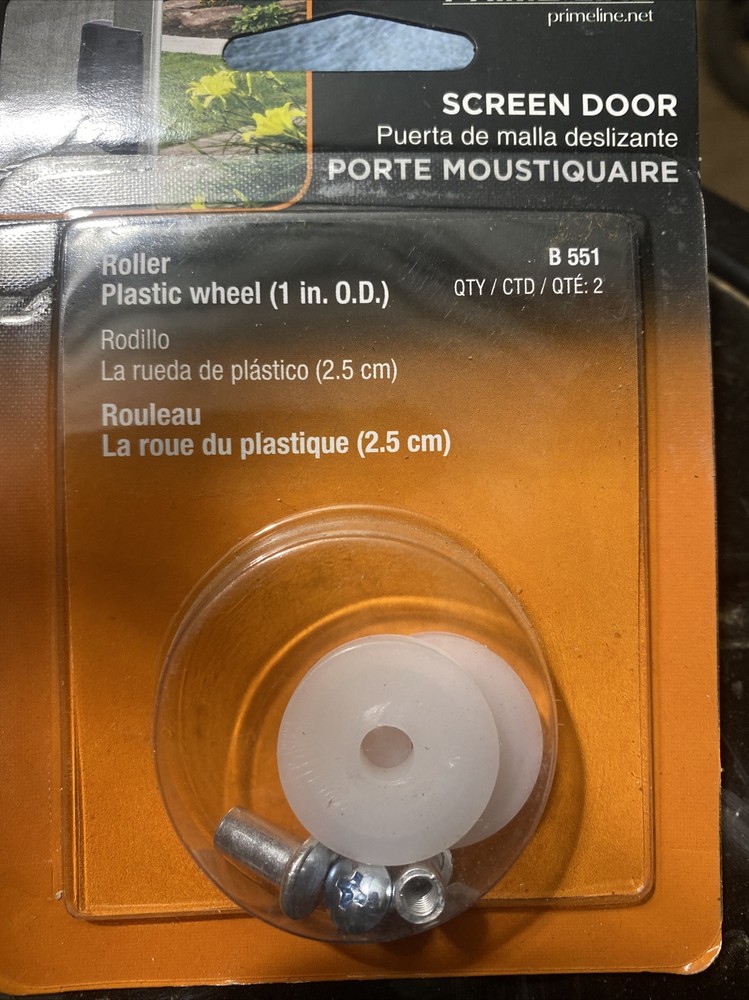 primeline.net
SCREEN DOOR
Puerta de malla deslizante
PORTE MOUSTIQUAIRE
Roller
Plastic wheel (1 in. O.D.)
B 551
QTY / CTD / QTÉ: 2
Rodillo
La rueda de plástico (2.5 cm)
Rouleau
La roue du plastique (2.5 cm)